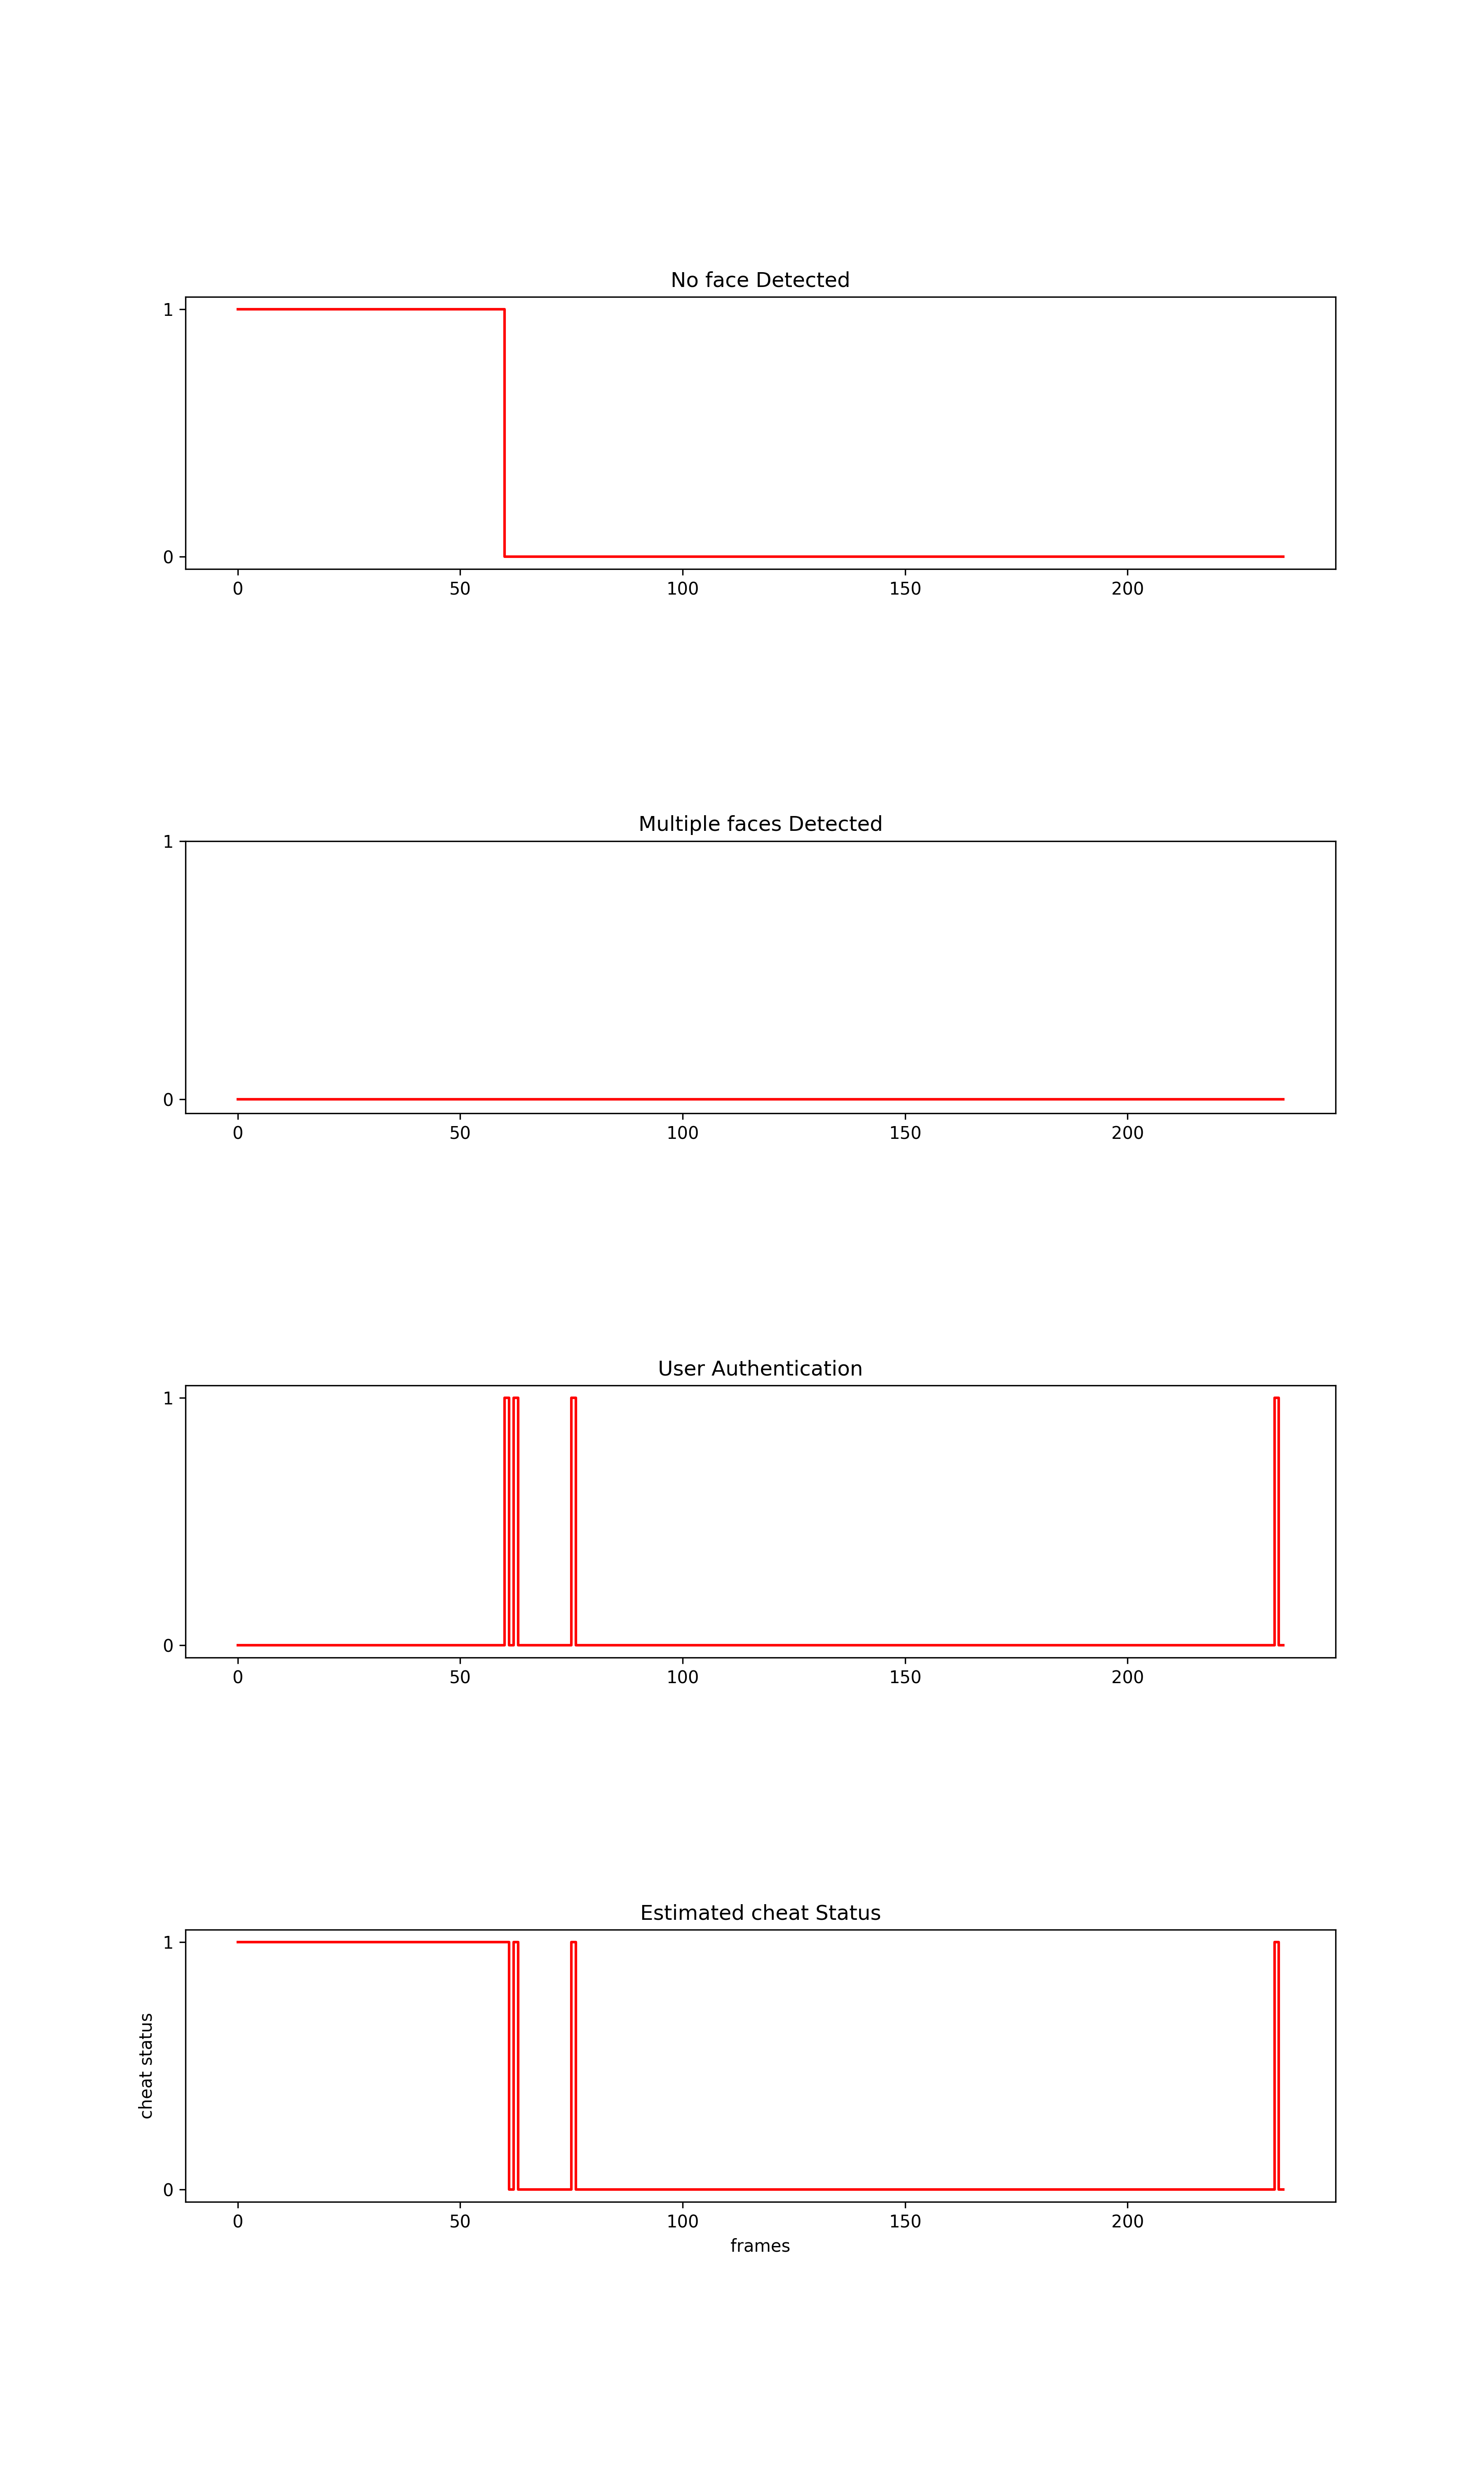 No face Detected
1
0
0 50 100 150 200
Multiple faces Detected
1
0
0 50 100 150 200
User Authentication
1
0
0 50 100 150 200
Estimated cheat Status
1
cheat status
0
0 50 100 150 200
frames